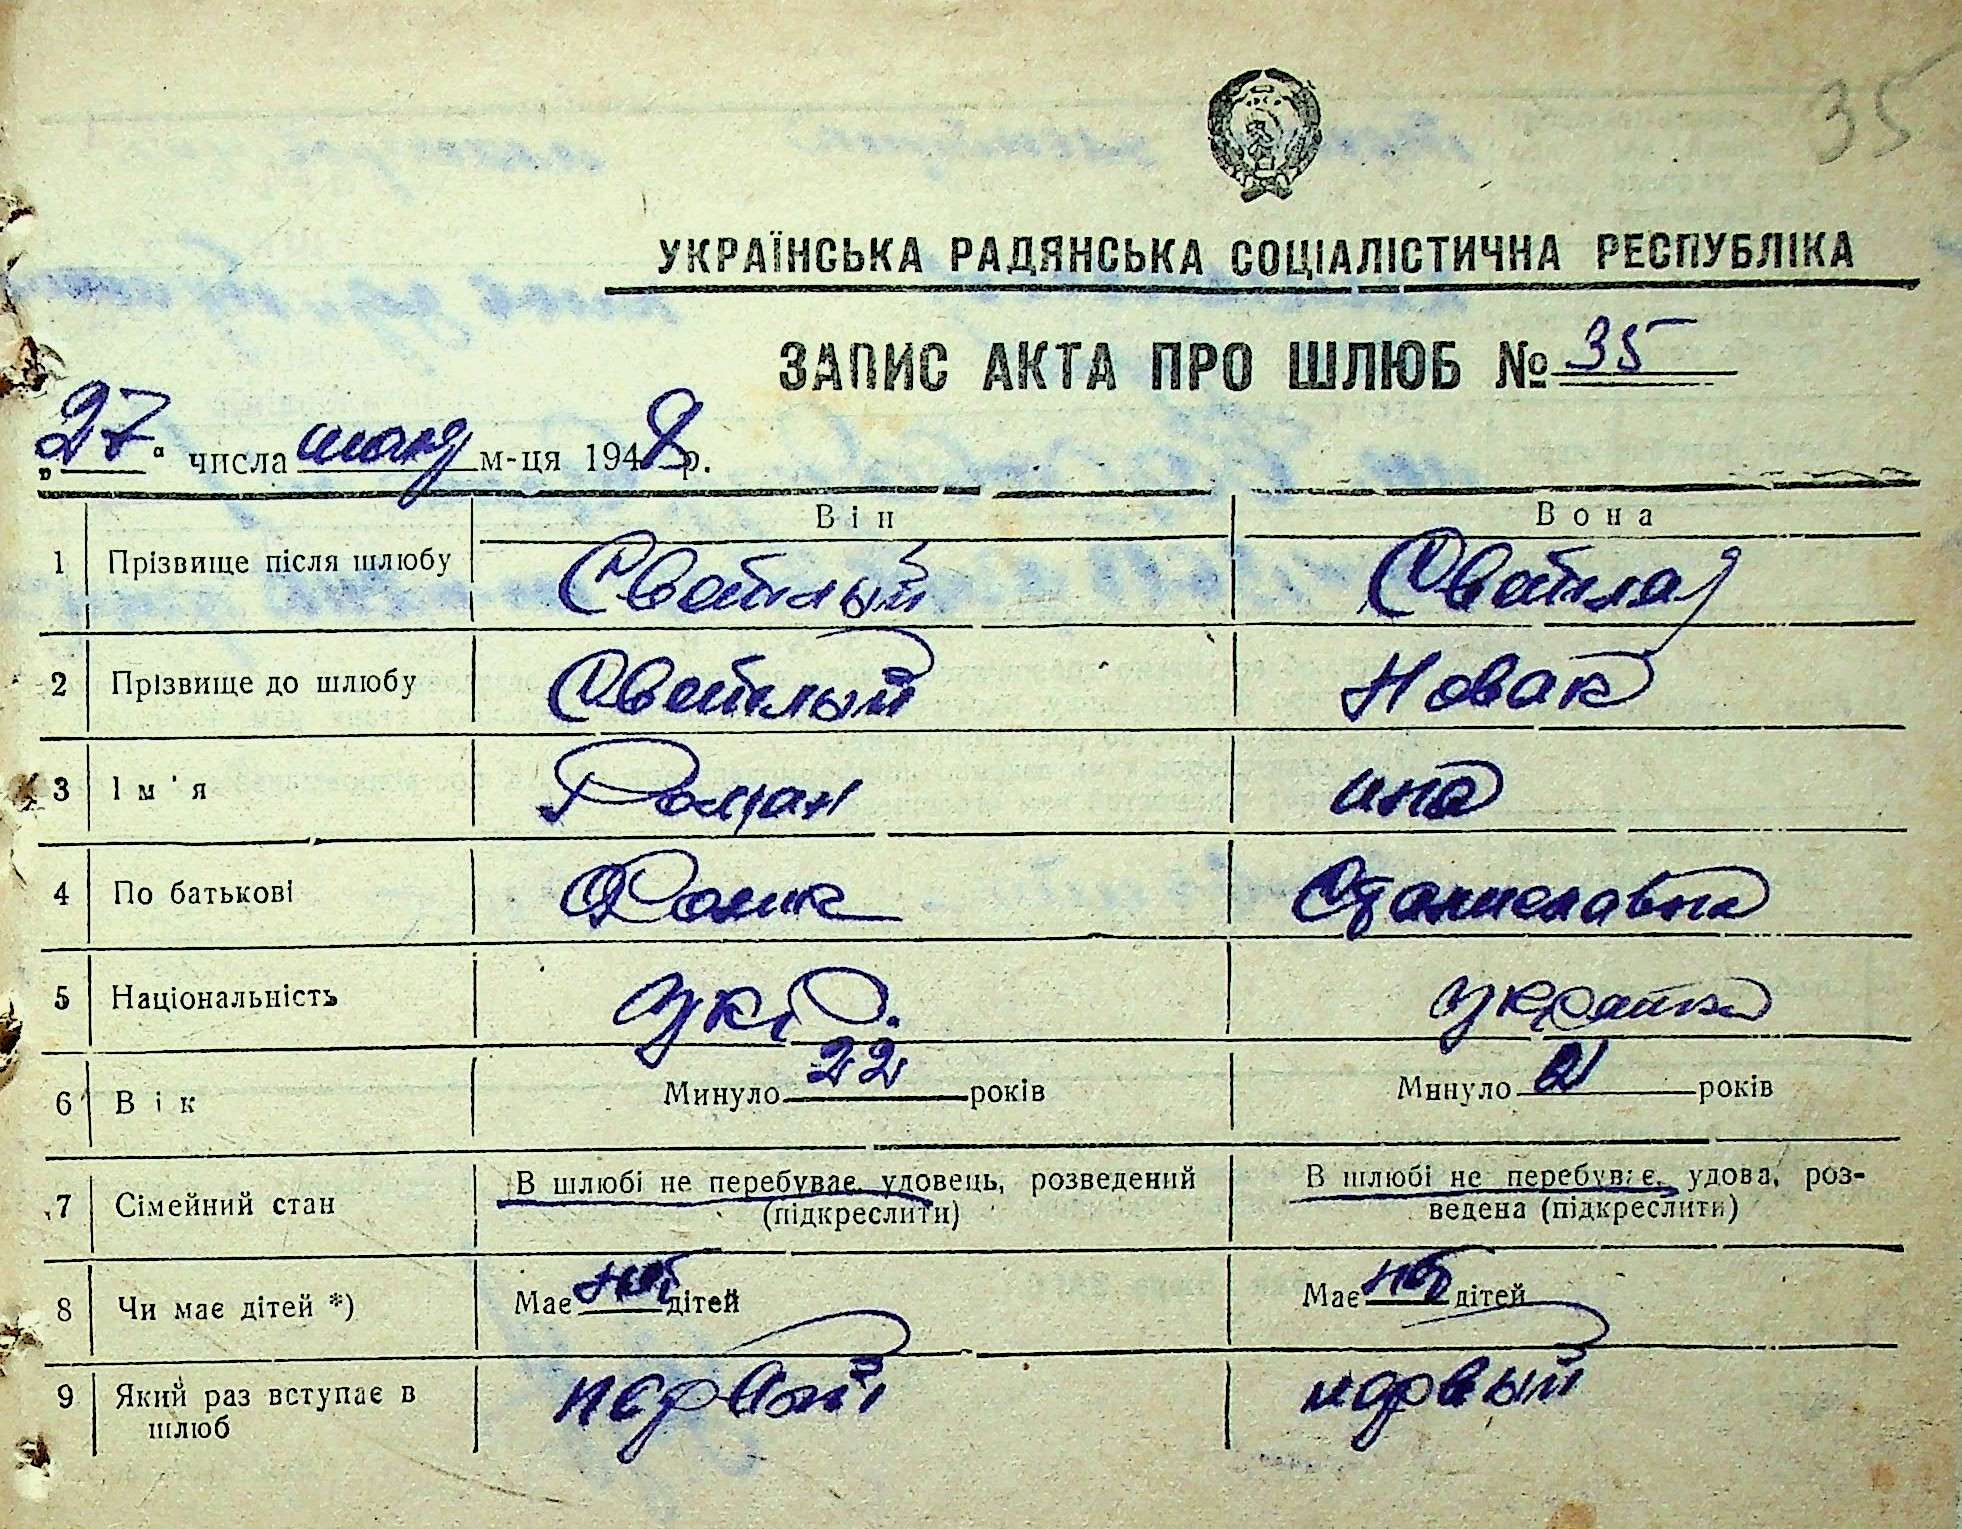 35
УКРАЇНСЬКА РАДЯНСЬКА СОЦІАЛІСТИЧНА РЕСПУБЛІКА
ЗАПИС АКТА ПРО ШЛЮБ № 35
„27“ числа мая м-ця 1948 р.
Він Вона
1 Прізвище після шлюбу Светлый Светлая
2 Прізвище до шлюбу Светлый Новак
3 Ім'я Роман
4 По батькові Станиславна
5 Національність укр. украинка
6 Вік Минуло 22 років Минуло 21 років
7 Сімейний стан В шлюбі не перебуває, удовець, розведений В шлюбі не перебуває, удова, роз-
(підкреслити) ведена (підкреслити)
8 Чи має дітей *) Має нет дітей Має нет дітей
9 Який раз вступає в первый первый
шлюб